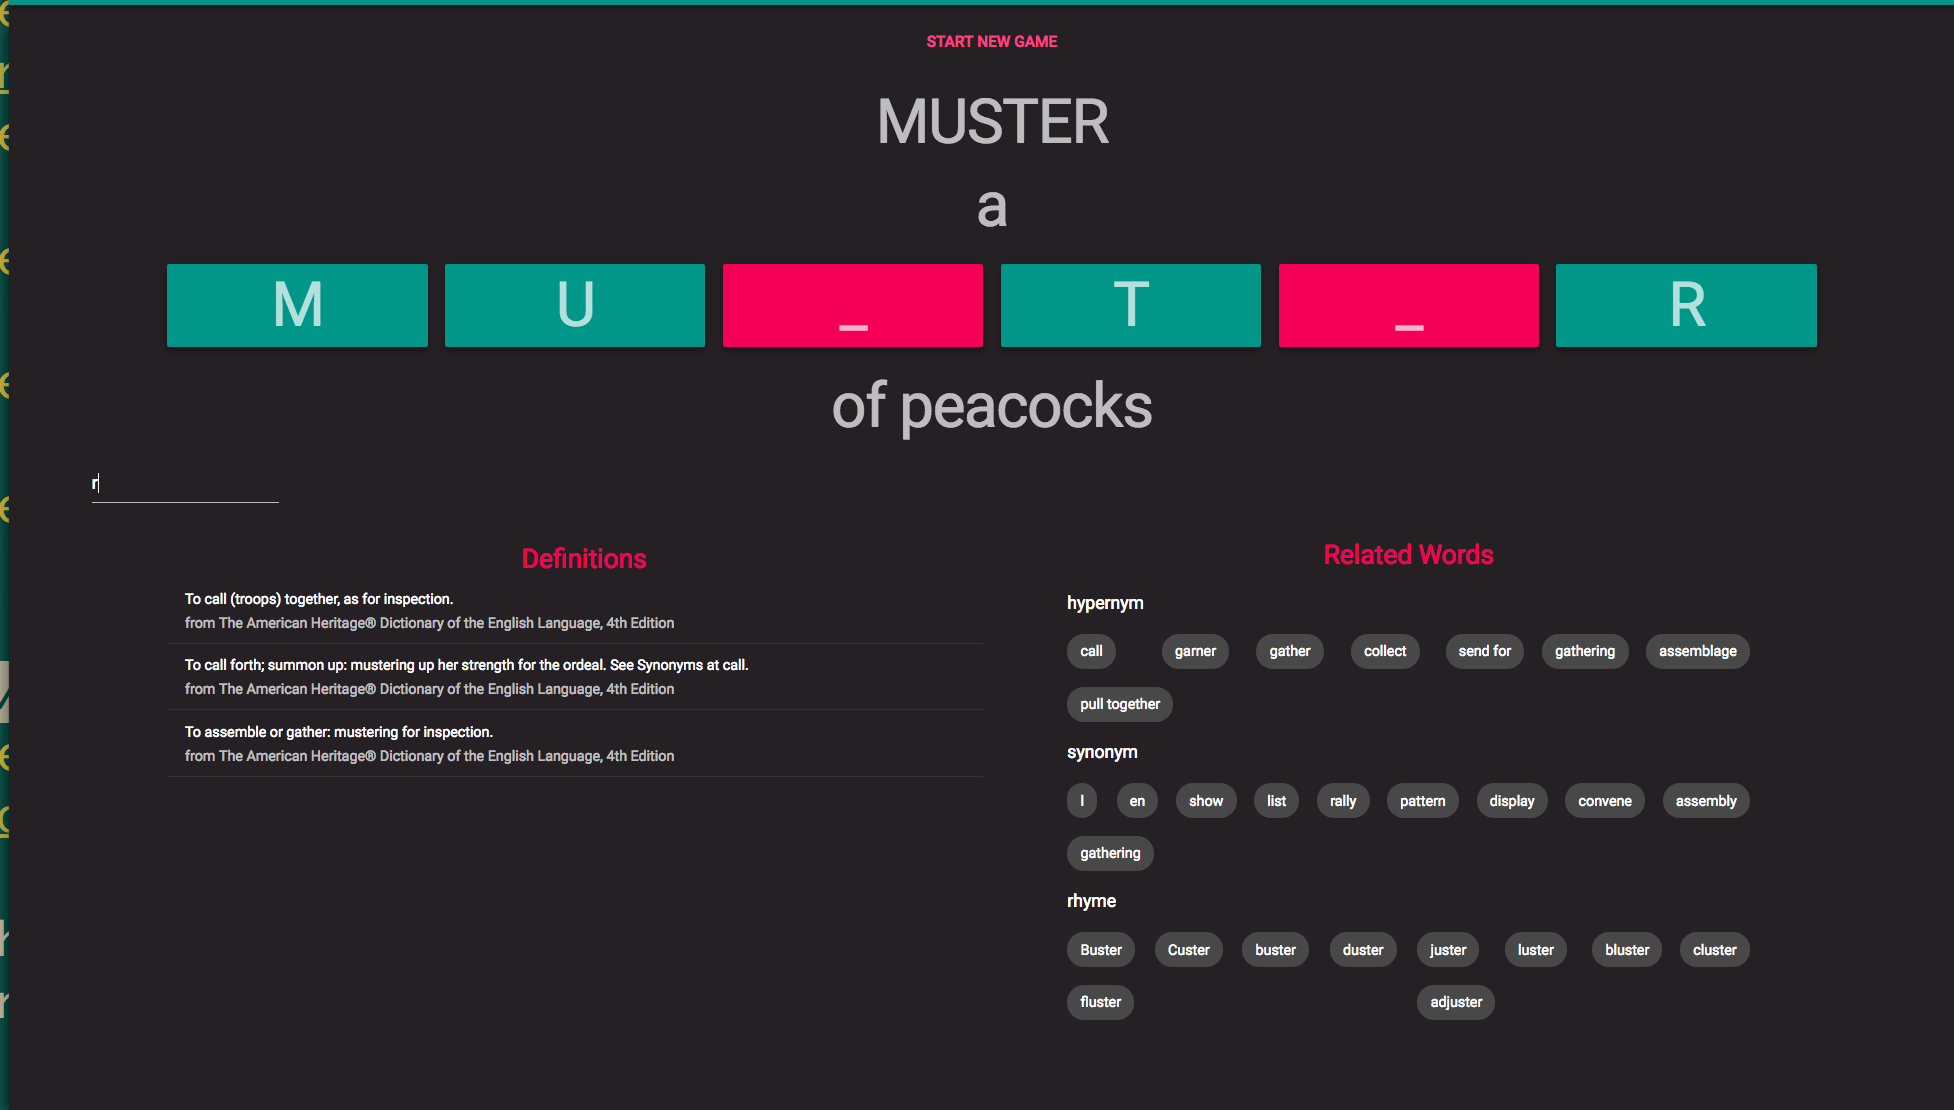 START NEW GAME
MUSTER
a
M U _ T _ R
of peacocks
r
Definitions
To call (troops) together, as for inspection.
from The American Heritage® Dictionary of the English Language, 4th Edition
To call forth; summon up: mustering up her strength for the ordeal. See Synonyms at call.
from The American Heritage® Dictionary of the English Language, 4th Edition
To assemble or gather: mustering for inspection.
from The American Heritage® Dictionary of the English Language, 4th Edition
Related Words
hypernym
call garner gather collect send for gathering assemblage
pull together
synonym
I en show list rally pattern display convene assembly
gathering
rhyme
Buster Custer buster duster juster luster bluster cluster
fluster adjuster